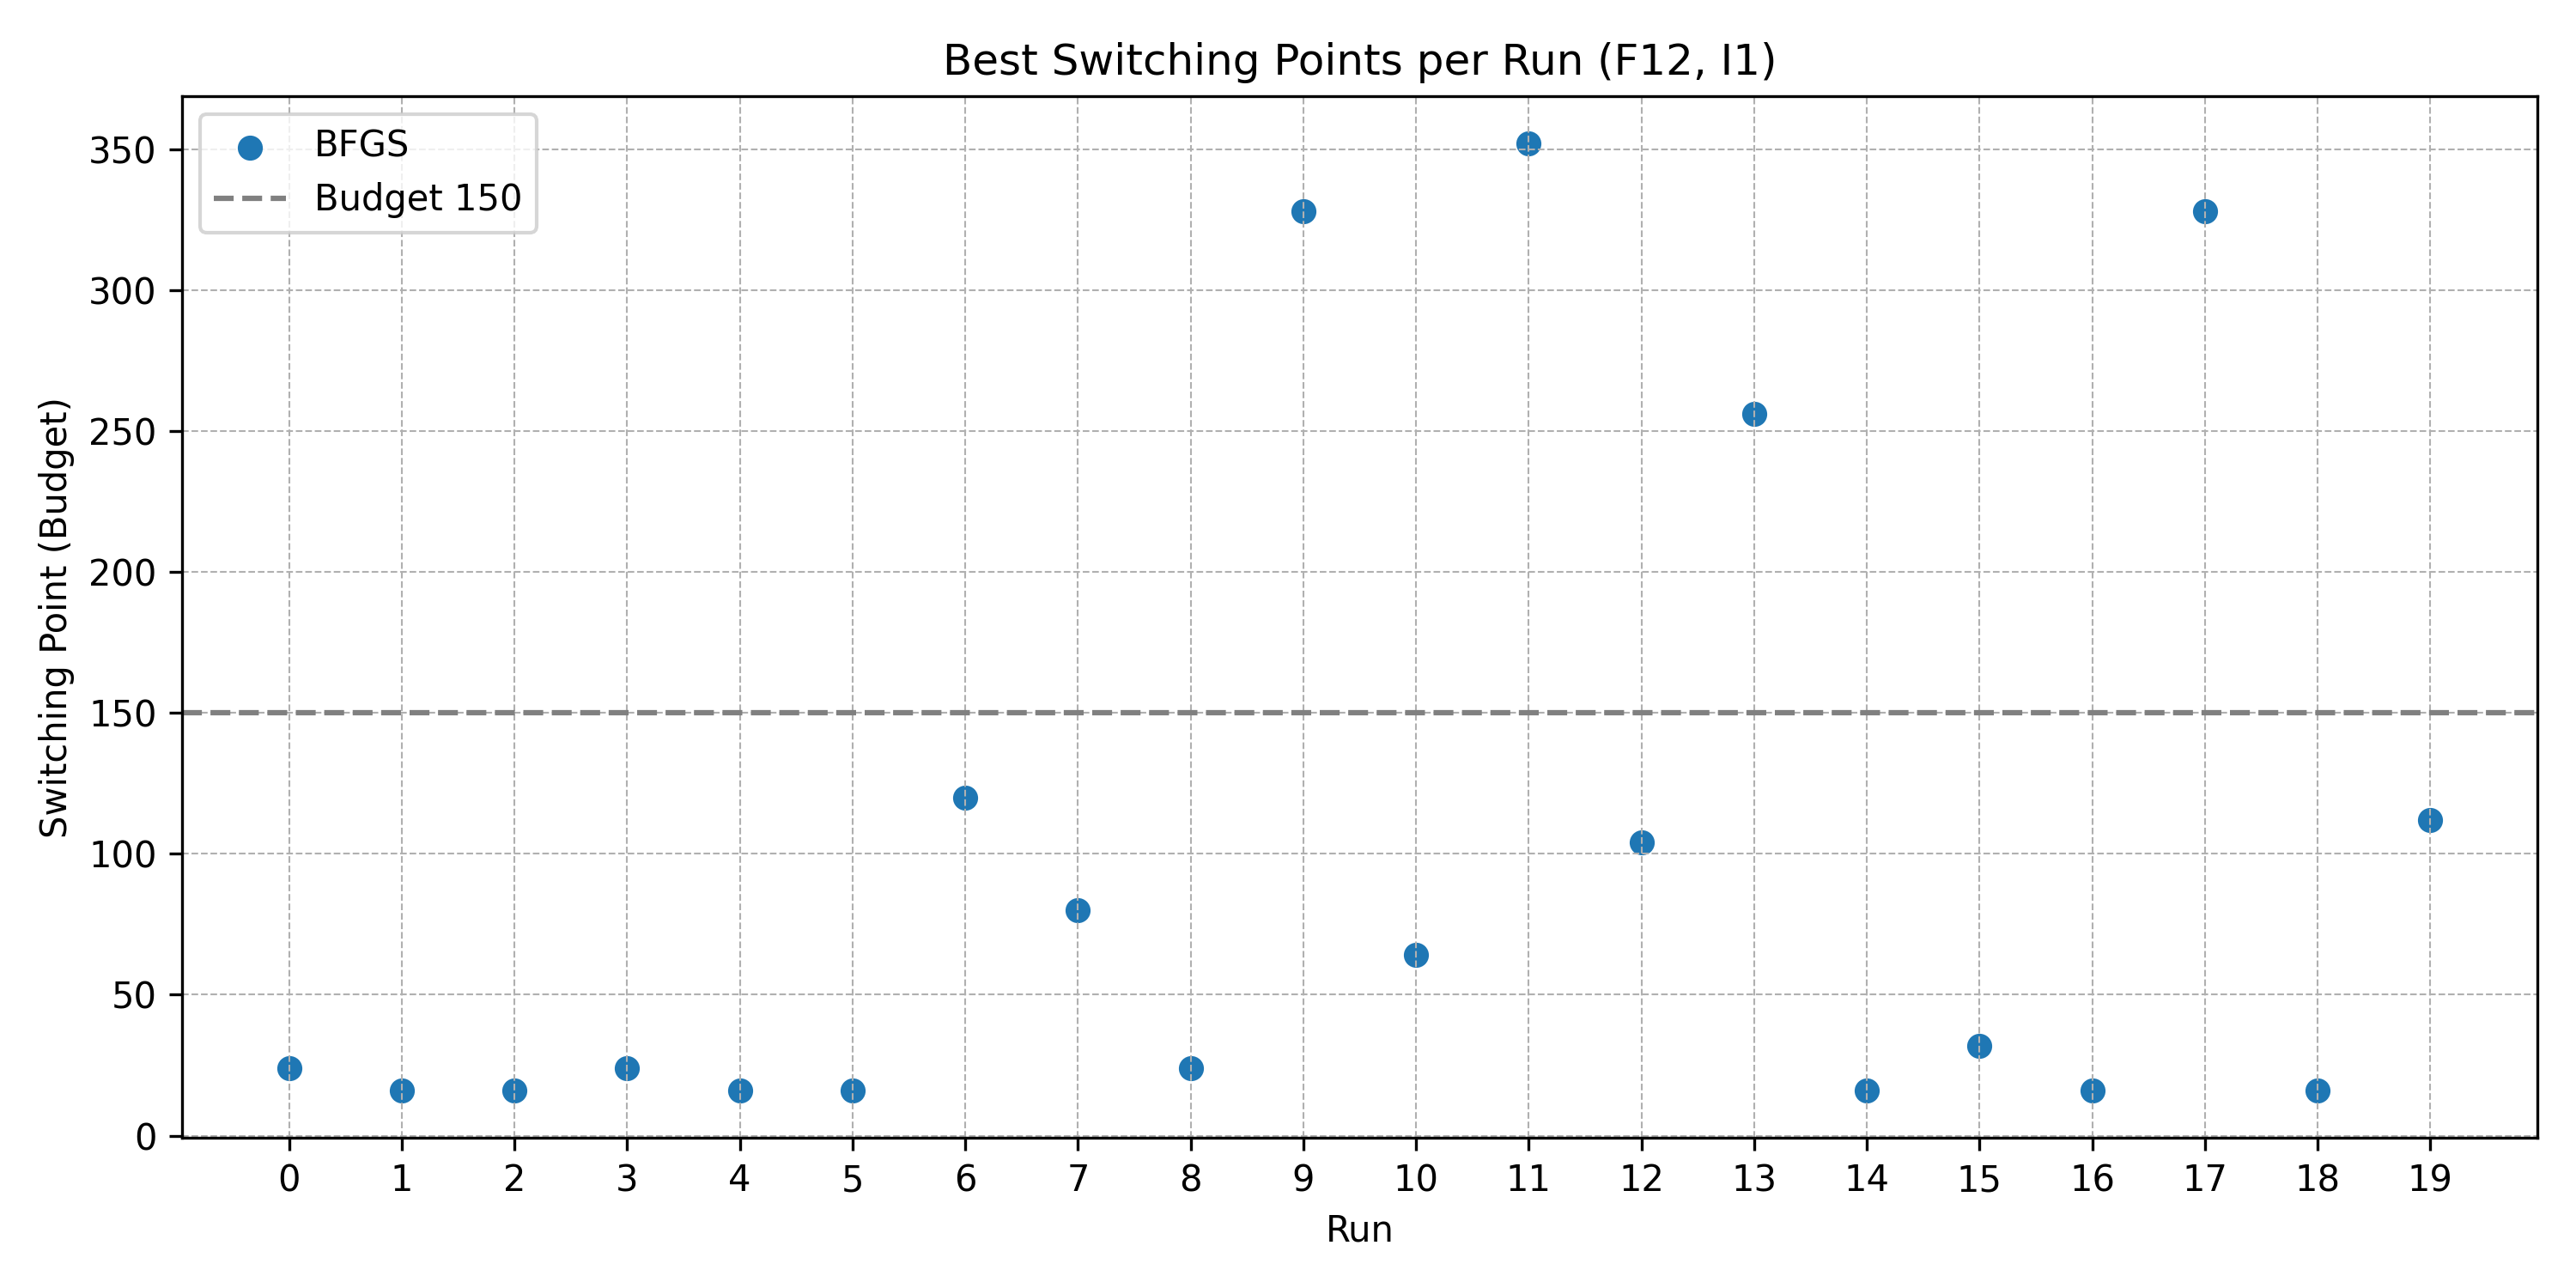 Best Switching Points per Run (F12, I1)
BFGS
Budget 150
Switching Point (Budget)
350
300
250
200
150
100
50
0
0 1 2 3 4 5 6 7 8 9 10 11 12 13 14 15 16 17 18 19
Run